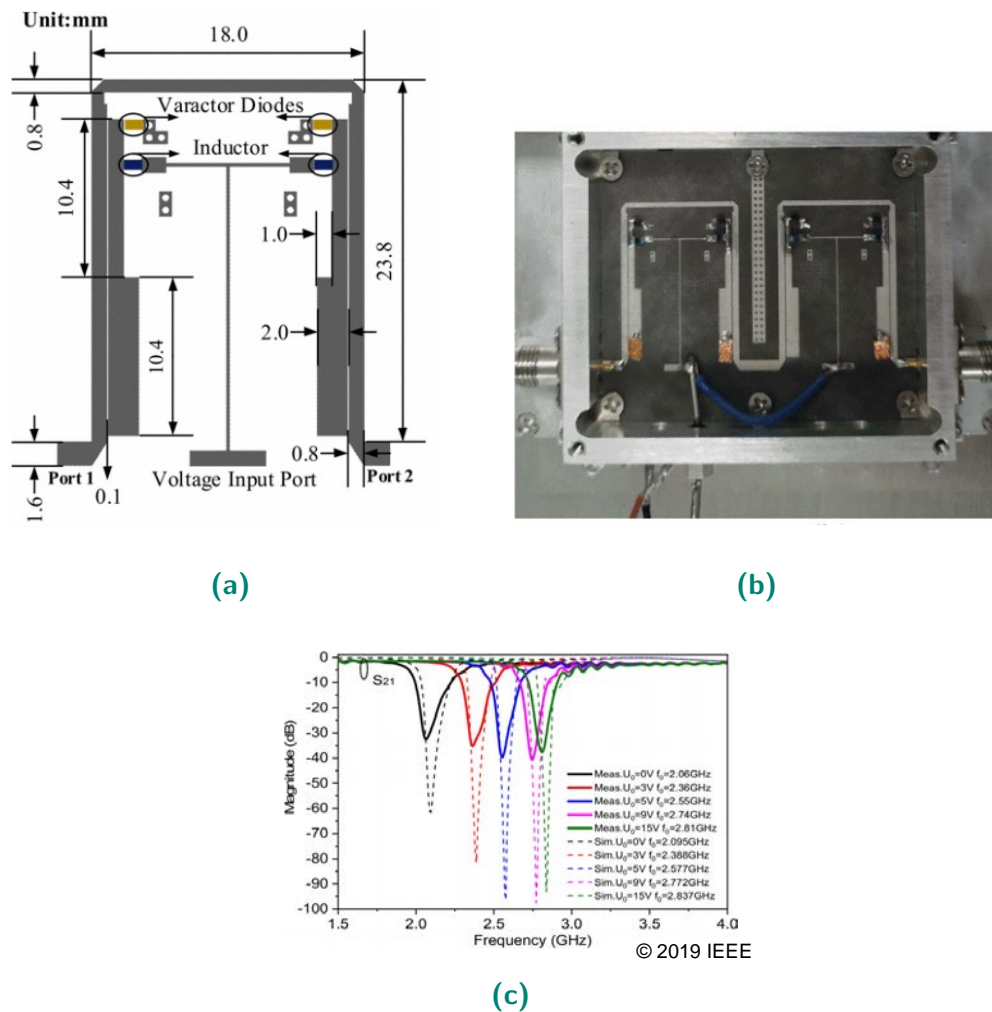 Unit:mm
18.0
0.8
Varactor Diodes
Inductor
10.4
1.0
23.8
2.0
10.4
0.8
Port 1
Voltage Input Port
Port 2
1.6
0.1
(a)
(b)
0
-10
-20
-30
-40
-50
-60
-70
-80
-90
-100
Magnitude (dB)
S21
Meas.U₀=0V f₀=2.06GHz
Meas.U₀=3V f₀=2.36GHz
Meas.U₀=5V f₀=2.55GHz
Meas.U₀=9V f₀=2.74GHz
Meas.U₀=15V f₀=2.81GHz
Sim.U₀=0V f₀=2.095GHz
Sim.U₀=3V f₀=2.388GHz
Sim.U₀=5V f₀=2.577GHz
Sim.U₀=9V f₀=2.772GHz
Sim.U₀=15V f₀=2.837GHz
1.5 2.0 2.5 3.0 3.5 4.0
Frequency (GHz)
© 2019 IEEE
(c)